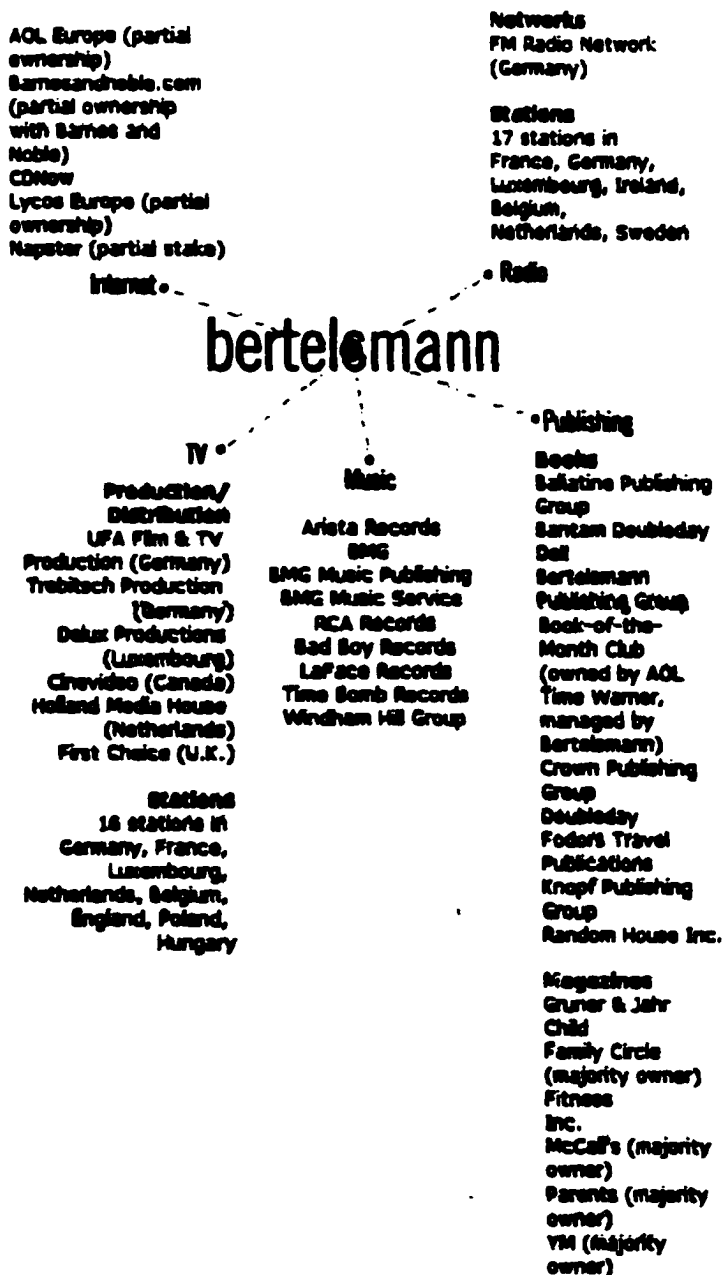 AOL Europe (partial
ownership)
Barnesandnoble.com
(partial ownership
with Barnes and
Noble)
CDNow
Lycos Europe (partial
ownership)
Napster (partial stake)
Internet
Networks
FM Radio Network
(Germany)
Stations
17 stations in
France, Germany,
Luxembourg, Ireland,
Belgium,
Netherlands, Sweden
Radio
bertelsmann
TV
Production/
Distribution
UFA Film & TV
Production (Germany)
Trebitsch Production
(Germany)
Delux Productions
(Luxembourg)
Cinevideo (Canada)
Holland Media House
(Netherlands)
First Choice (U.K.)
Stations
16 stations in
Germany, France,
Luxembourg,
Netherlands, Belgium,
England, Poland,
Hungary
Music
Arista Records
BMG
BMG Music Publishing
BMG Music Service
RCA Records
Bad Boy Records
LaFace Records
Time Bomb Records
Windham Hill Group
Publishing
Books
Ballatine Publishing
Group
Bantam Doubleday
Dell
Bertelsmann
Publishing Group
Book-of-the-
Month Club
(owned by AOL
Time Warner,
managed by
Bertelsmann)
Crown Publishing
Group
Doubleday
Fodors Travel
Publications
Knopf Publishing
Group
Random House Inc.
Magazines
Gruner & Jahr
Child
Family Circle
(majority owner)
Fitness
Inc.
McCall's (majority
owner)
Parents (majority
owner)
YM (majority
owner)